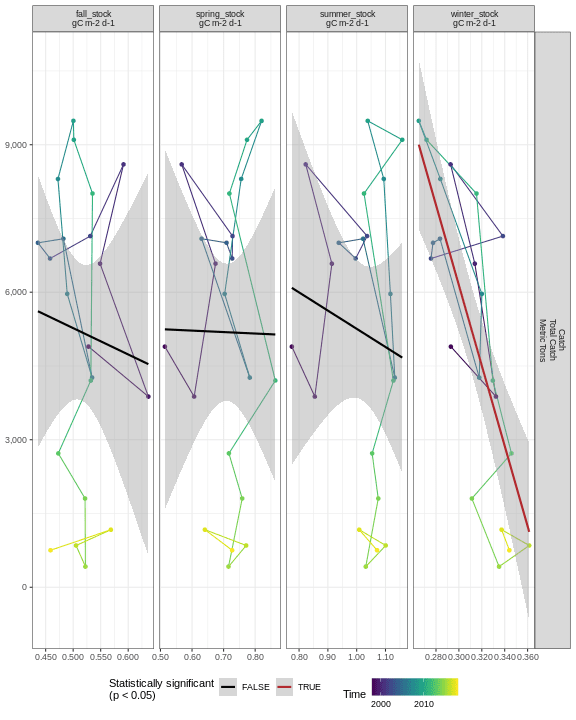 fall_stock
gC m-2 d-1
spring_stock
gC m-2 d-1
summer_stock
gC m-2 d-1
winter_stock
gC m-2 d-1
9,000
6,000
3,000
0
Catch
Total Catch
Metric Tons
0.450 0.500 0.550 0.600
0.50 0.60 0.70 0.80
0.80 0.90 1.00 1.10
0.280 0.300 0.320 0.340 0.360
Statistically significant
(p < 0.05)
FALSE
TRUE
Time
2000 2010